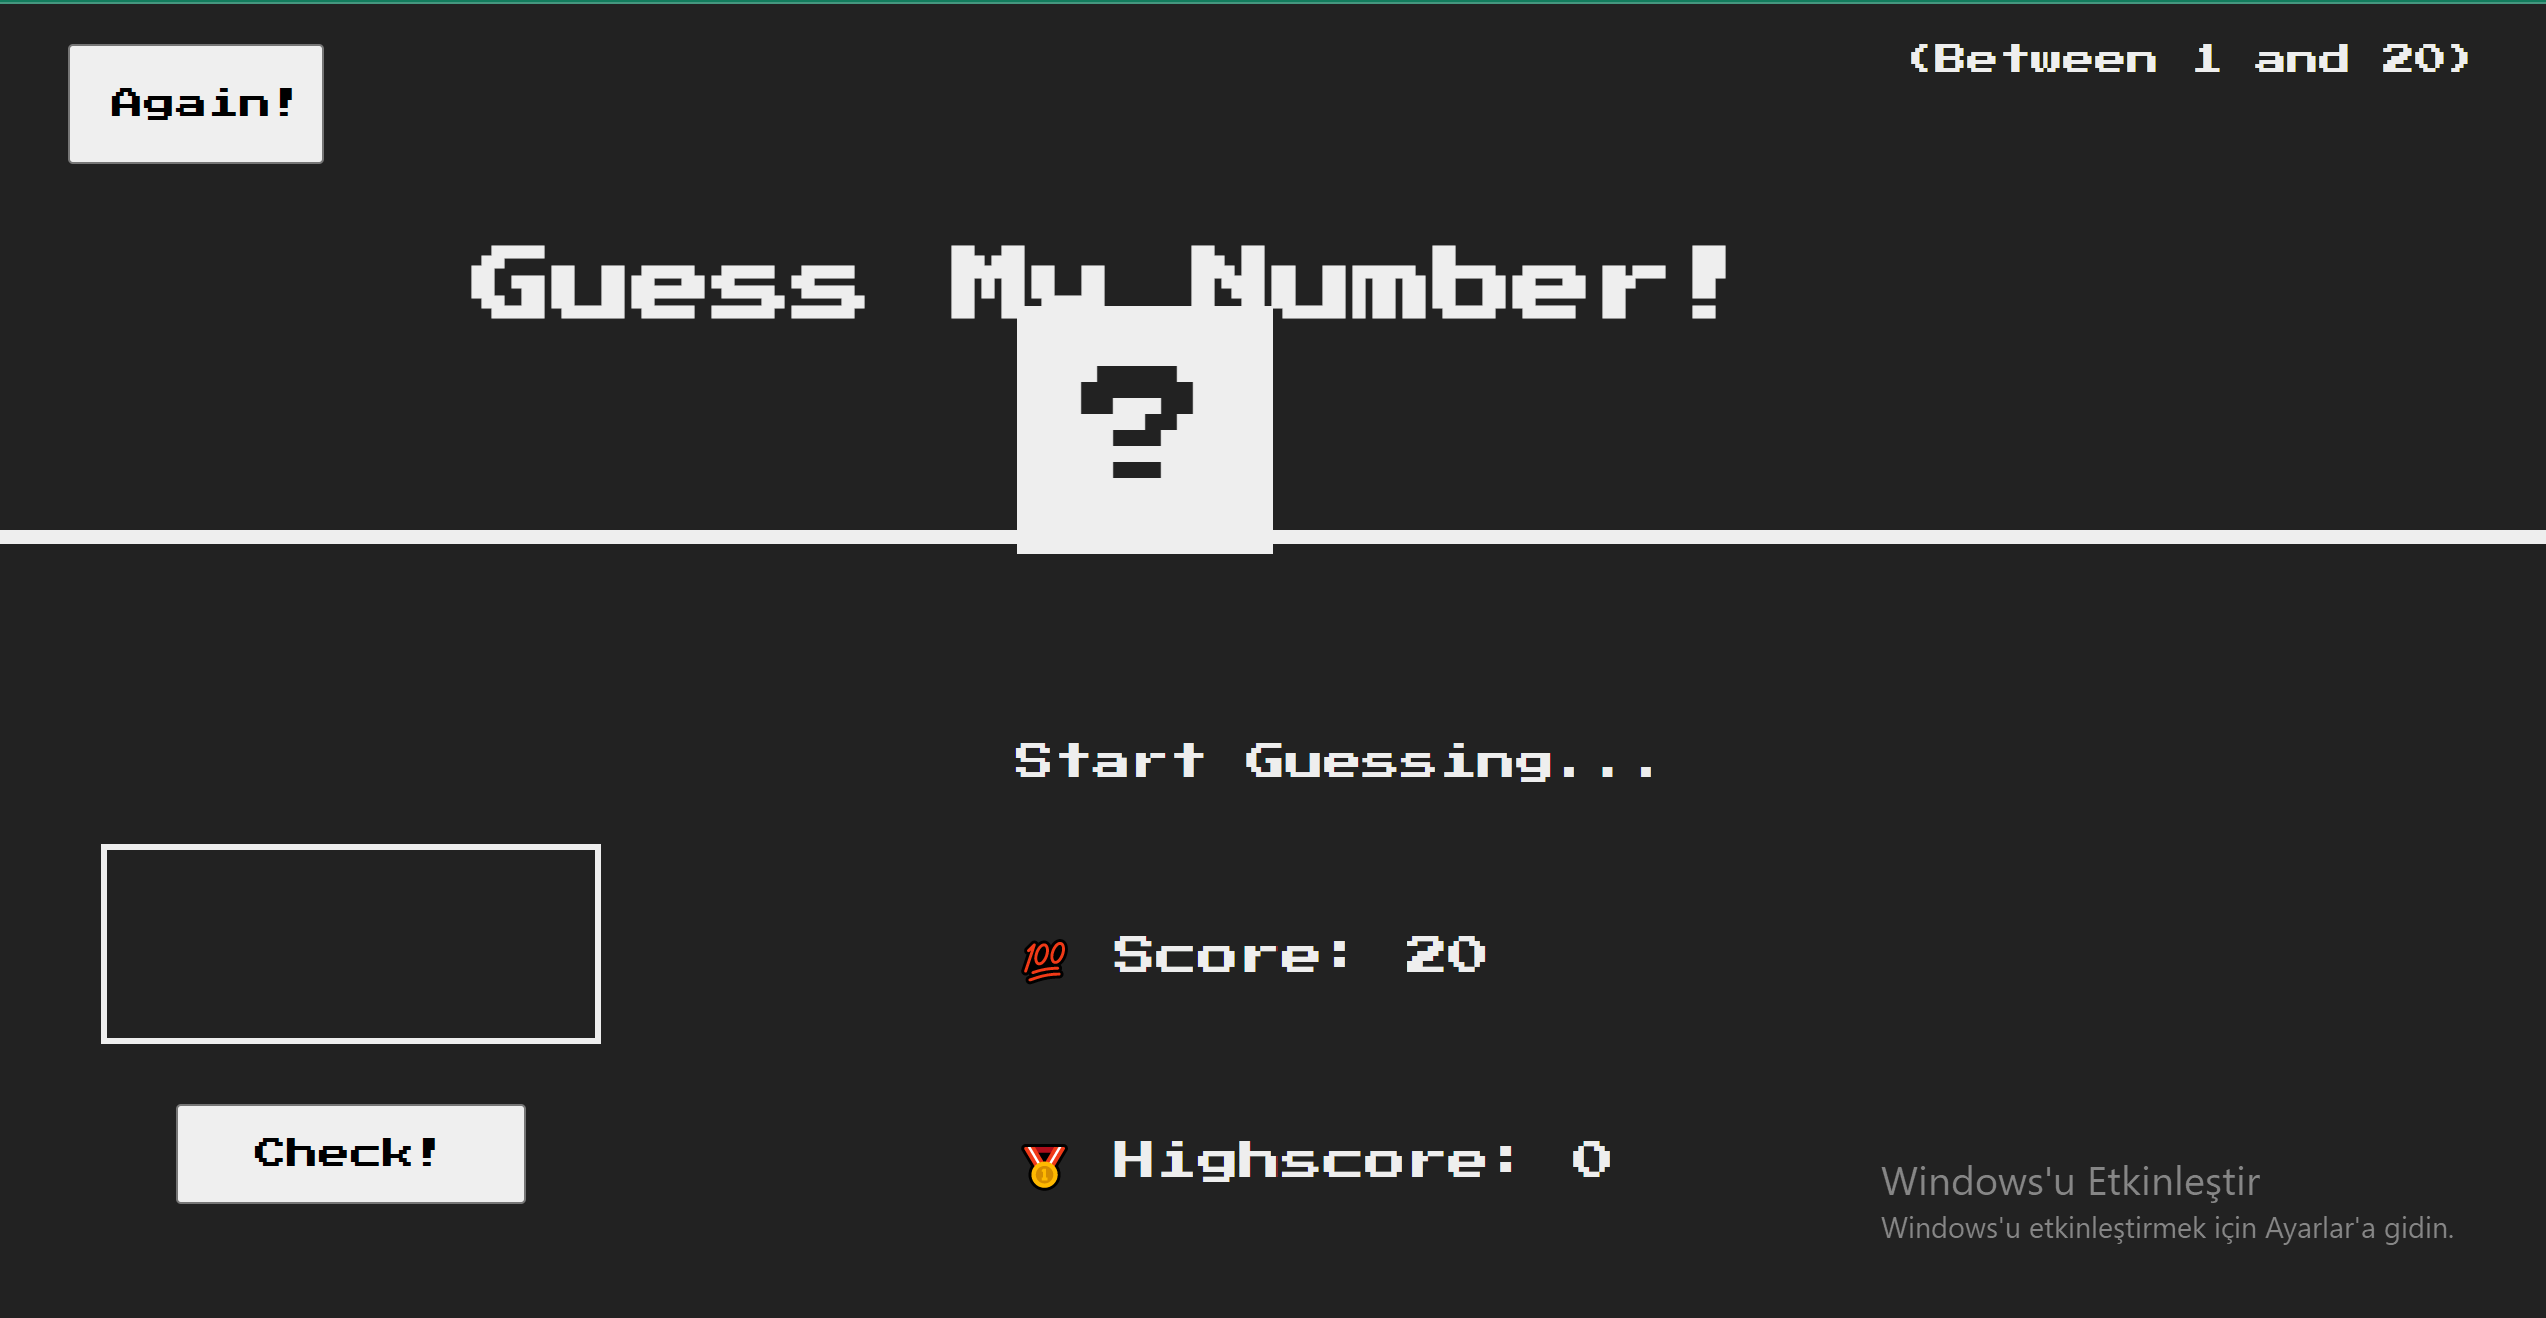 Again!
(Between 1 and 20)
Guess My Number!
?
Start Guessing...
💯 Score: 20
🥇 Highscore: 0
Check!
Windows'u Etkinleştir
Windows'u etkinleştirmek için Ayarlar'a gidin.